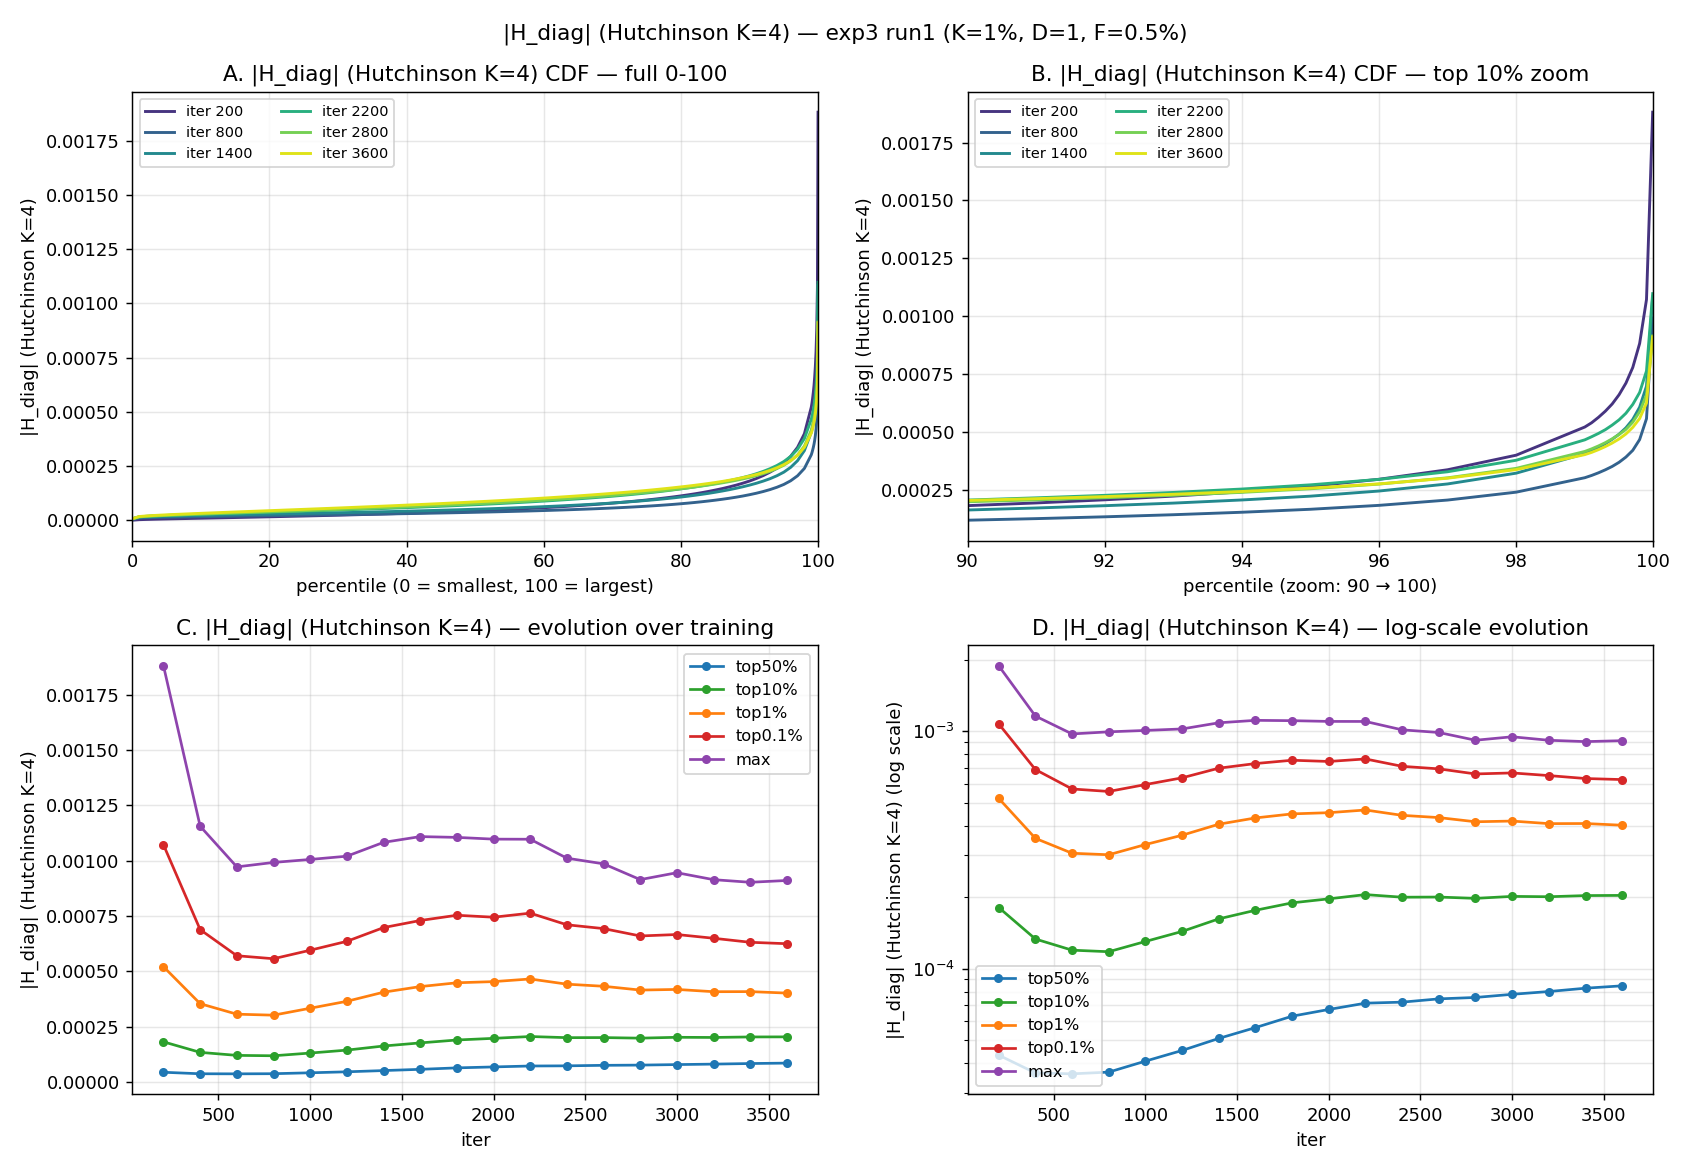 |H_diag| (Hutchinson K=4) — exp3 run1 (K=1%, D=1, F=0.5%)
A. |H_diag| (Hutchinson K=4) CDF — full 0-100
iter 200
iter 800
iter 1400
iter 2200
iter 2800
iter 3600
|H_diag| (Hutchinson K=4)
0.00175
0.00150
0.00125
0.00100
0.00075
0.00050
0.00025
0.00000
0 20 40 60 80 100
percentile (0 = smallest, 100 = largest)
B. |H_diag| (Hutchinson K=4) CDF — top 10% zoom
iter 200
iter 800
iter 1400
iter 2200
iter 2800
iter 3600
|H_diag| (Hutchinson K=4)
0.00175
0.00150
0.00125
0.00100
0.00075
0.00050
0.00025
90 92 94 96 98 100
percentile (zoom: 90 → 100)
C. |H_diag| (Hutchinson K=4) — evolution over training
top50%
top10%
top1%
top0.1%
max
|H_diag| (Hutchinson K=4)
0.00175
0.00150
0.00125
0.00100
0.00075
0.00050
0.00025
0.00000
500 1000 1500 2000 2500 3000 3500
iter
D. |H_diag| (Hutchinson K=4) — log-scale evolution
|H_diag| (Hutchinson K=4) (log scale)
10⁻³
10⁻⁴
top50%
top10%
top1%
top0.1%
max
500 1000 1500 2000 2500 3000 3500
iter